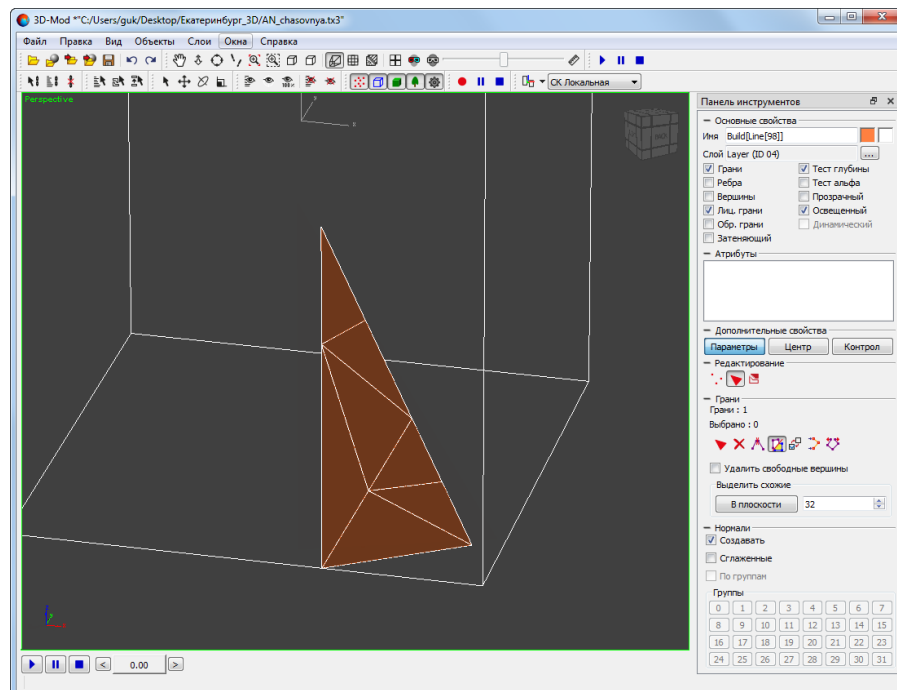 3D-Mod *"C:/Users/guk/Desktop/Екатеринбург_3D/AN_chasovnya.tx3"
Файл Правка Вид Объекты Слои Окна Справка
СК Локальная
Perspective
Панель инструментов
Основные свойства
Имя Build[Line[98]]
Слой Layer (ID 04) ...
Грани Тест глубины
Ребра Тест альфа
Вершины Прозрачный
Лиц. грани Освещенный
Обр. грани Динамический
Затеняющий
Атрибуты
Дополнительные свойства
Параметры Центр Контрол
Редактирование
Грани
Грани : 1
Выбрано : 0
Удалить свободные вершины
Выделить схожие
В плоскости 32
Нормали
Создавать
Сглаженные
По группам
Группы
0 1 2 3 4 5 6 7
8 9 10 11 12 13 14 15
16 17 18 19 20 21 22 23
24 25 26 27 28 29 30 31
< 0.00 >